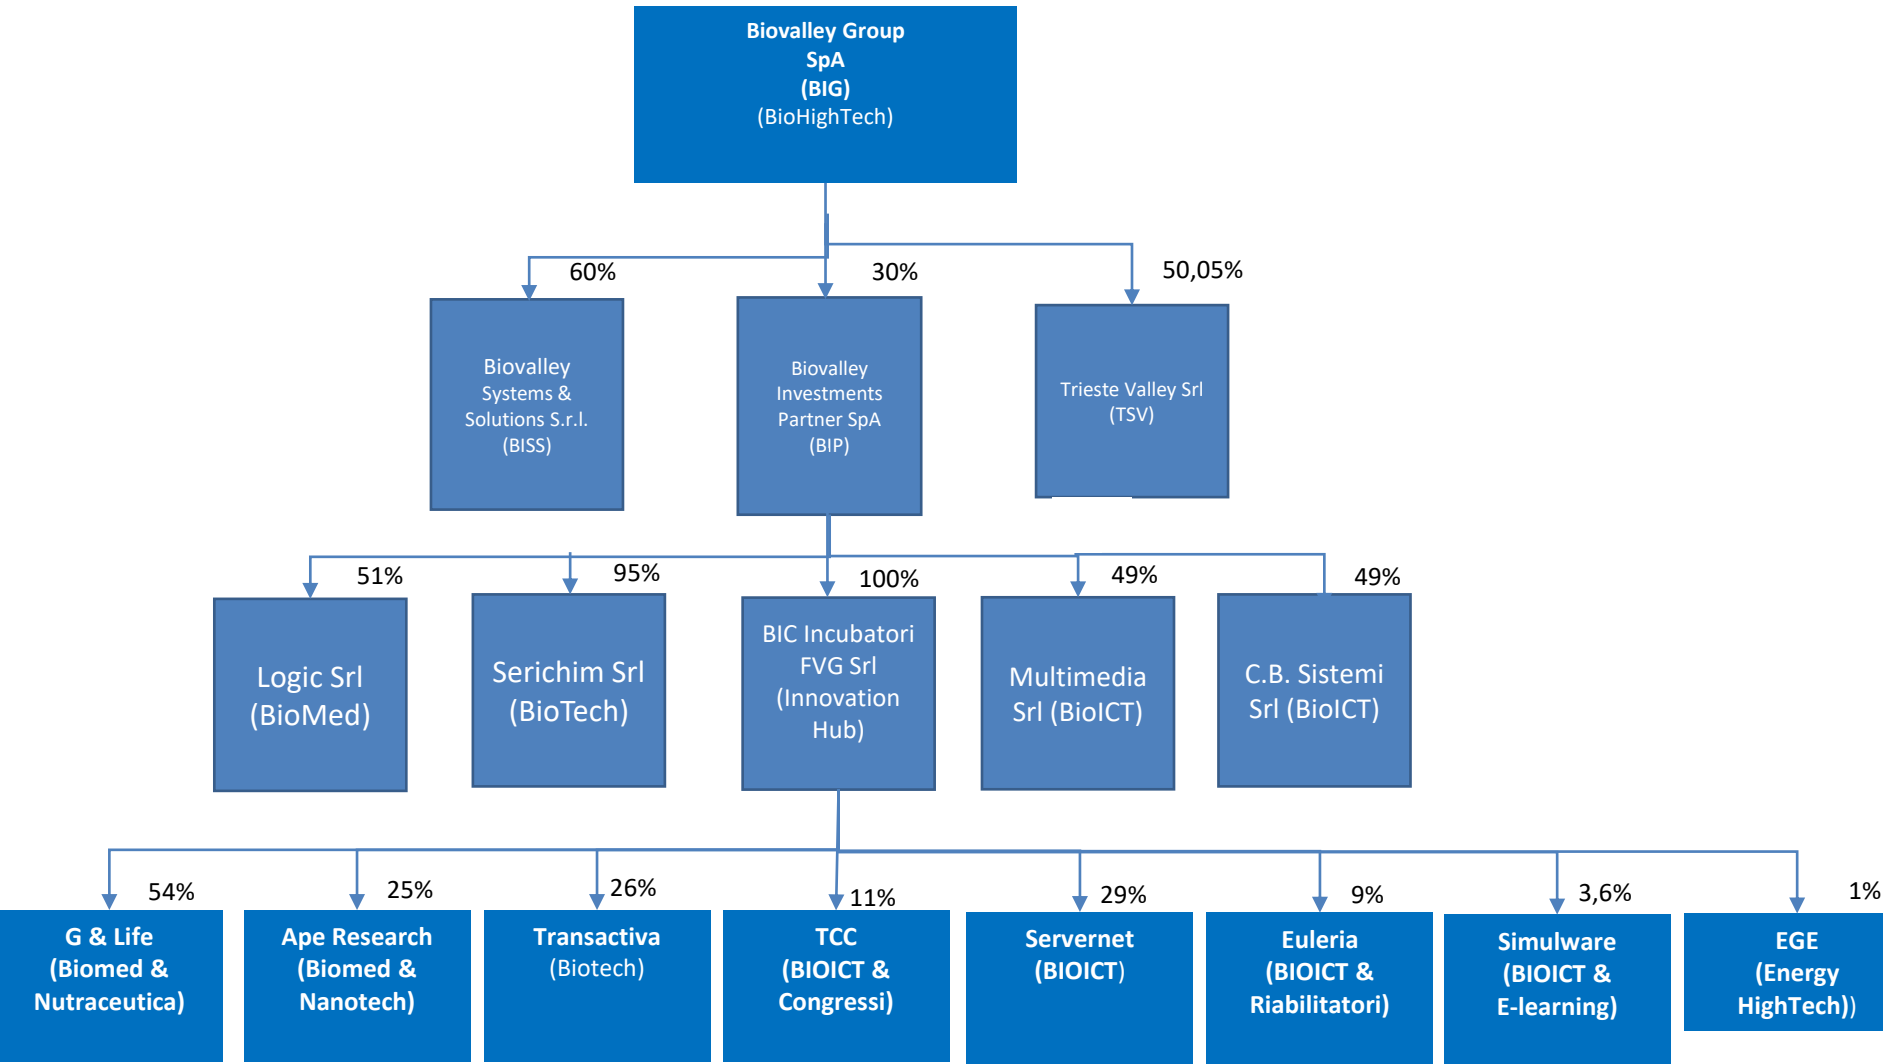 Biovalley Group
SpA
(BIG)
(BioHighTech)
60%
30%
50,05%
Biovalley
Systems &
Solutions S.r.l.
(BISS)
Biovalley
Investments
Partner SpA
(BIP)
Trieste Valley Srl
(TSV)
51%
95%
100%
49%
49%
Logic Srl
(BioMed)
Serichim Srl
(BioTech)
BIC Incubatori
FVG Srl
(Innovation
Hub)
Multimedia
Srl (BioICT)
C.B. Sistemi
Srl (BioICT)
54%
25%
26%
11%
29%
9%
3,6%
1%
G & Life
(Biomed &
Nutraceutica)
Ape Research
(Biomed &
Nanotech)
Transactiva
(Biotech)
TCC
(BIOICT &
Congressi)
Servernet
(BIOICT)
Euleria
(BIOICT &
Riabilitatori)
Simulware
(BIOICT &
E-learning)
EGE
(Energy
HighTech))